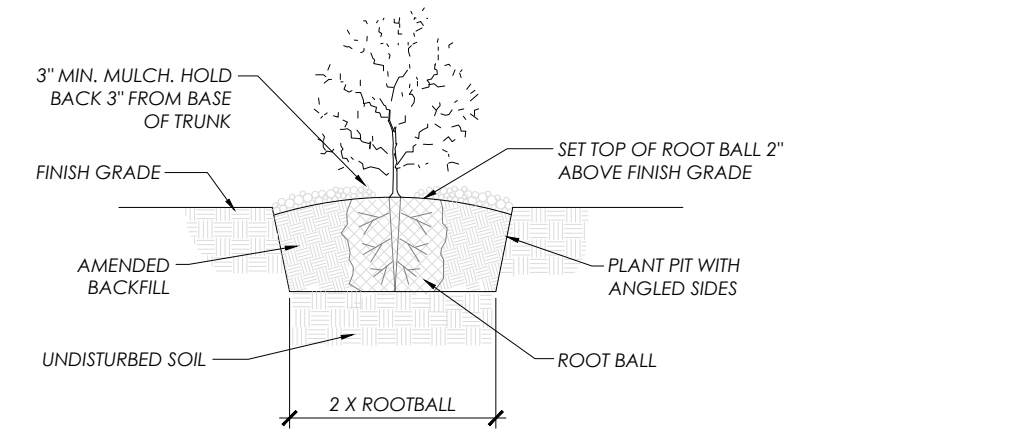 3" MIN. MULCH. HOLD
BACK 3" FROM BASE
OF TRUNK
FINISH GRADE
AMENDED
BACKFILL
UNDISTURBED SOIL
SET TOP OF ROOT BALL 2"
ABOVE FINISH GRADE
PLANT PIT WITH
ANGLED SIDES
ROOT BALL
2 X ROOTBALL